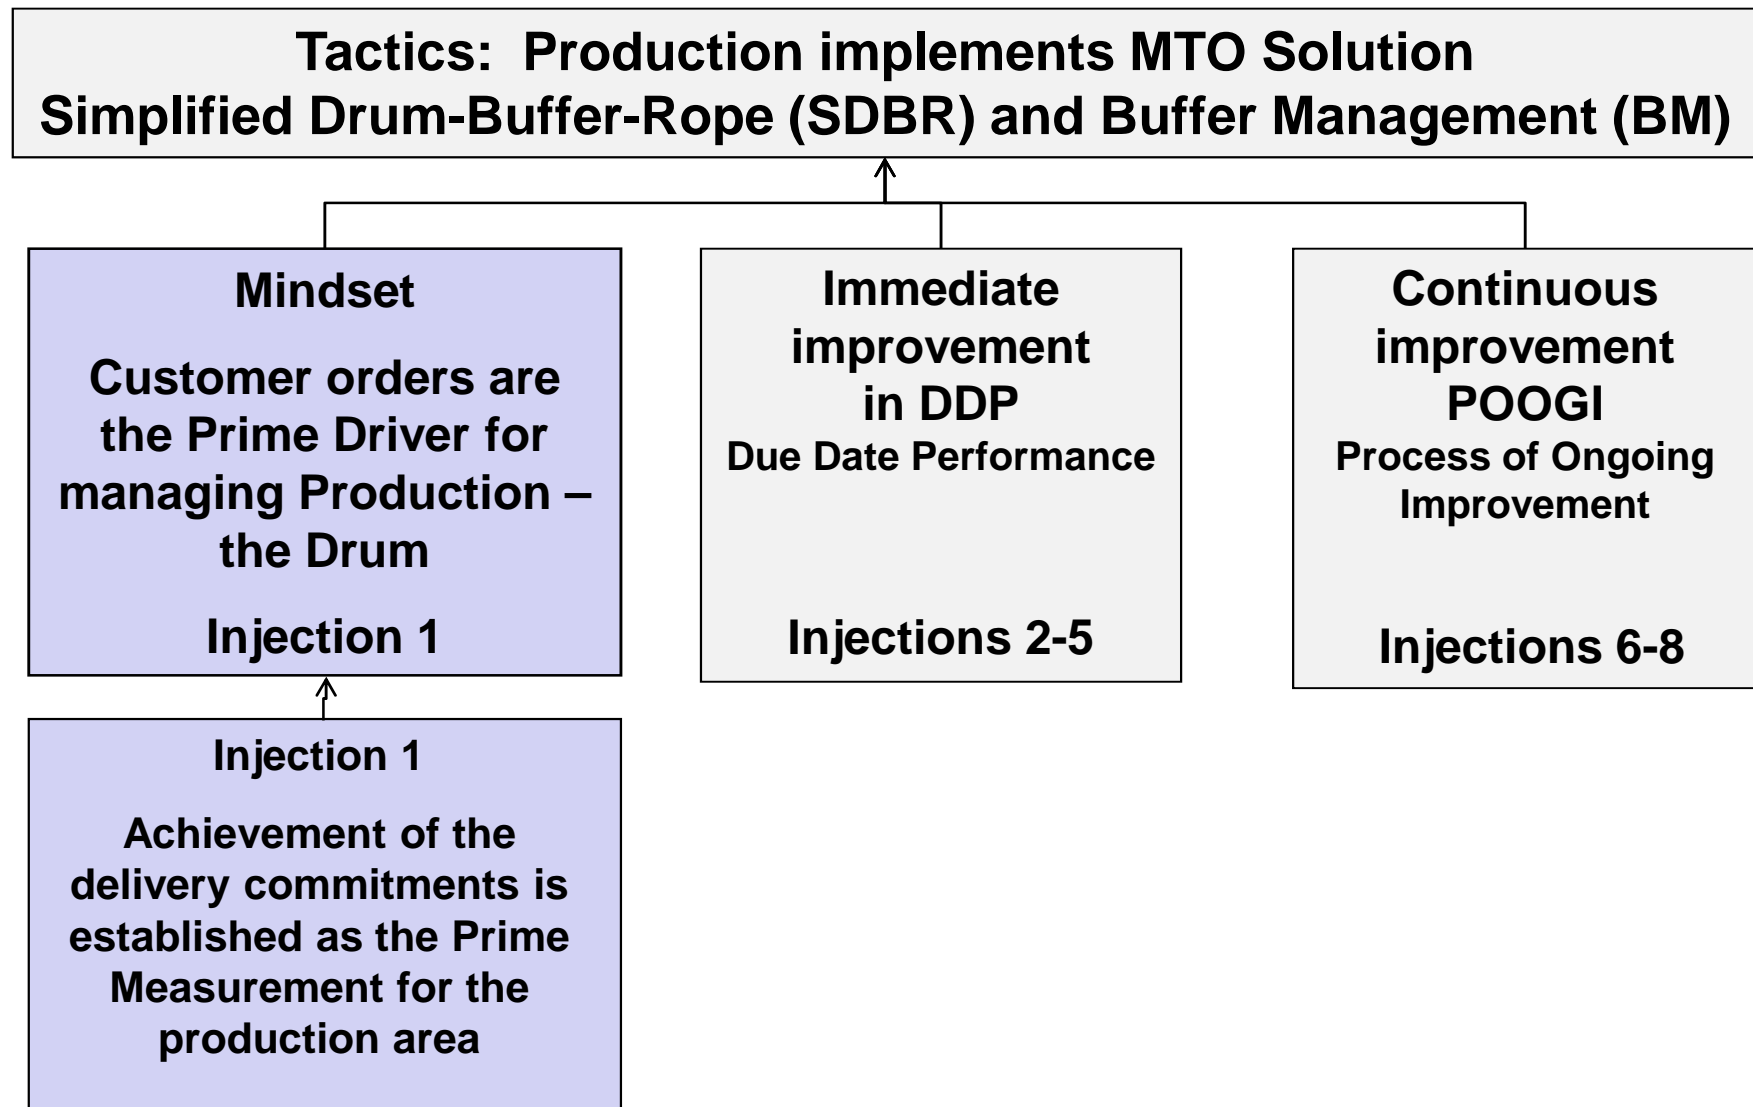 Tactics:  Production implements MTO Solution
Simplified Drum-Buffer-Rope (SDBR) and Buffer Management (BM)
Mindset
Customer orders are
the Prime Driver for
managing Production –
the Drum
Injection 1
Immediate
improvement
in DDP
Due Date Performance
Injections 2-5
Continuous
improvement
POOGI
Process of Ongoing
Improvement
Injections 6-8
Injection 1
Achievement of the
delivery commitments is
established as the Prime
Measurement for the
production area